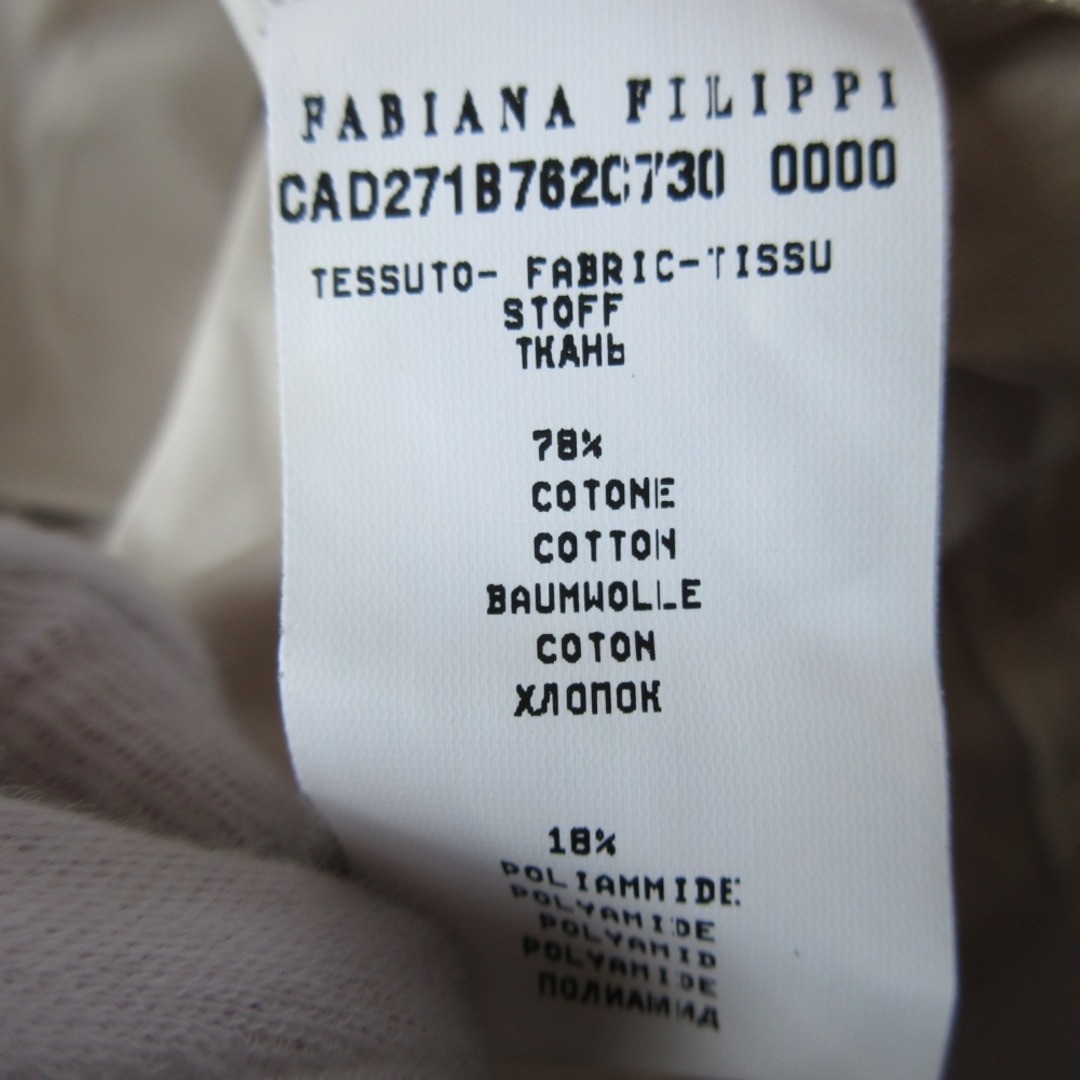 FABIANA FILIPPI
CAD271B762C730 0000
TESSUTO- FABRIC-TISSU
STOFF
ТКАНЬ
78%
COTONE
COTTON
BAUMWOLLE
COTON
ХЛОПОК
18%
POLIAMMIDE
POLYAMIDE
POLYAMID
POLYAMIDE
ПОЛИАМИД